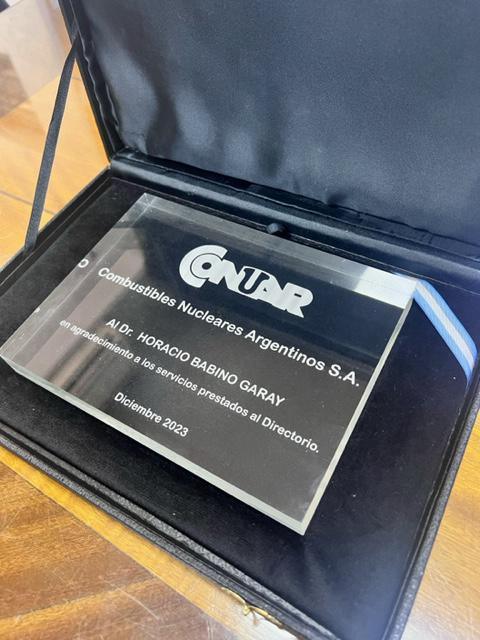 CONUAR
Combustibles Nucleares Argentinos S.A.
Al Dr. HORACIO BABINO GARAY
en agradecimiento a los servicios prestados al Directorio.
Diciembre 2023